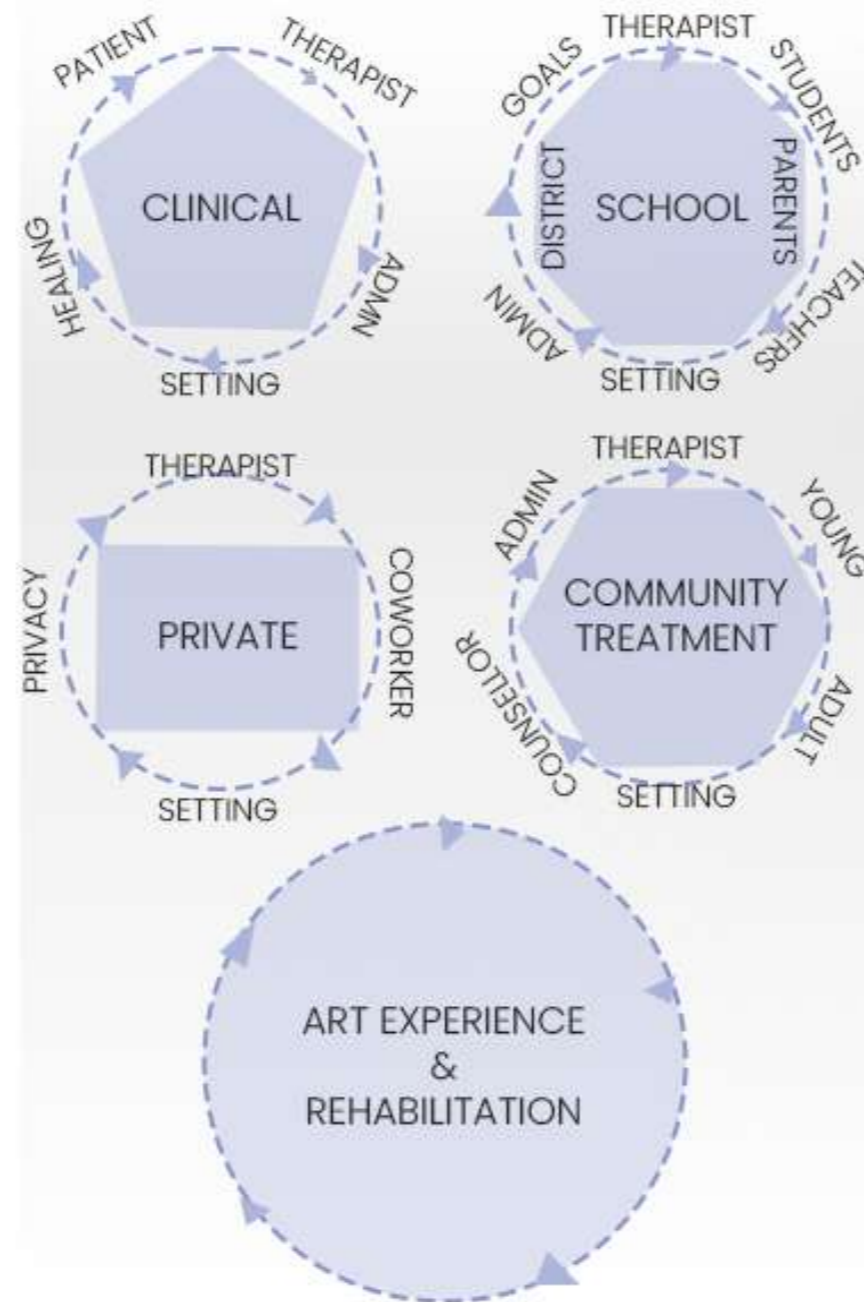 PATIENT
THERAPIST
ADMN
SETTING
HEALING
CLINICAL
THERAPIST
STUDENTS
PARENTS
TEACHERS
SETTING
ADMIN
DISTRICT
GOALS
SCHOOL
THERAPIST
COWORKER
SETTING
PRIVACY
PRIVATE
THERAPIST
YOUNG
ADULT
SETTING
COUNSELLOR
ADMIN
COMMUNITY
TREATMENT
ART EXPERIENCE
&
REHABILITATION